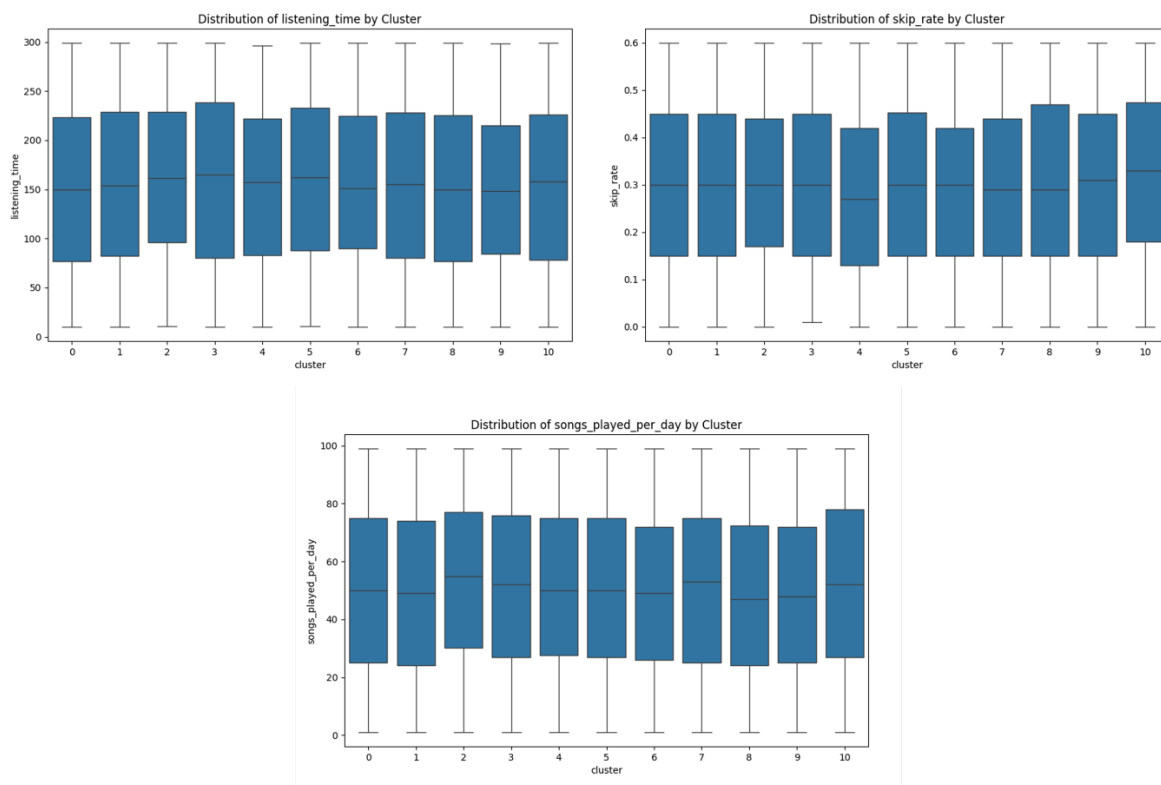 Distribution of listening_time by Cluster
listening_time
300
250
200
150
100
50
0
0 1 2 3 4 5 6 7 8 9 10
cluster
Distribution of skip_rate by Cluster
skip_rate
0.6
0.5
0.4
0.3
0.2
0.1
0.0
0 1 2 3 4 5 6 7 8 9 10
cluster
Distribution of songs_played_per_day by Cluster
songs_played_per_day
100
80
60
40
20
0
0 1 2 3 4 5 6 7 8 9 10
cluster